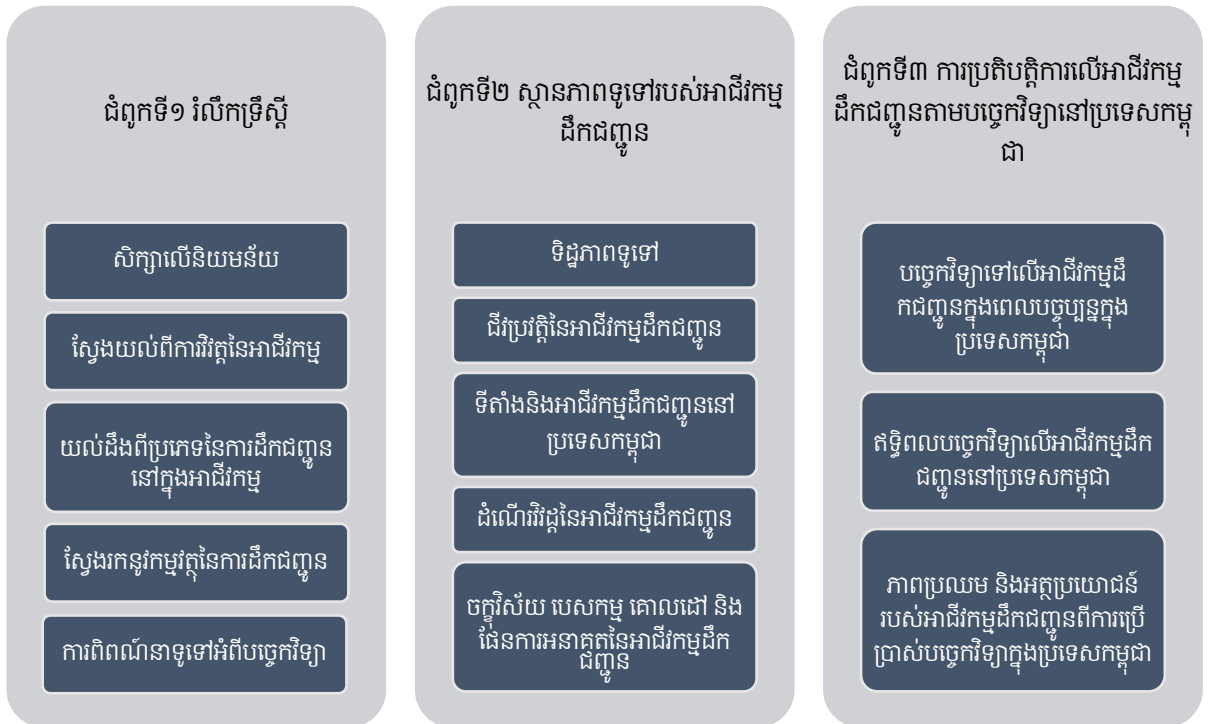 ជំពូកទី១ រំលឹកទ្រឹស្តី
សិក្សាលើនិយមន័យ
ស្វែងយល់ពីការវិវត្តនៃអាជីវកម្ម
យល់ដឹងពីប្រភេទនៃការដឹកជញ្ជូន
នៅក្នុងអាជីវកម្ម
ស្វែងរកនូវកម្មវត្ថុនៃការដឹកជញ្ជូន
ការពិពណ៍នាទូទៅអំពីបច្ចេកវិទ្យា
ជំពូកទី២ ស្ថានភាពទូទៅរបស់អាជីវកម្ម
ដឹកជញ្ជូន
ទិដ្ឋភាពទូទៅ
ជីវប្រវត្តិនៃអាជីវកម្មដឹកជញ្ជូន
ទីតាំងនិងអាជីវកម្មដឹកជញ្ជូននៅ
ប្រទេសកម្ពុជា
ដំណើរវិវដ្តនៃអាជីវកម្មដឹកជញ្ជូន
ចក្ខុវិស័យ បេសកម្ម គោលដៅ និង
ផែនការអនាគតនៃអាជីវកម្មដឹក
ជញ្ជូន
ជំពូកទី៣ ការប្រតិបត្តិការលើអាជីវកម្ម
ដឹកជញ្ជូនតាមបច្ចេកវិទ្យានៅប្រទេសកម្ពុ
ជា
បច្ចេកវិទ្យាទៅលើអាជីវកម្មដឹ
កជញ្ជូនក្នុងពេលបច្ចុប្បន្នក្នុង
ប្រទេសកម្ពុជា
ឥទ្ធិពលបច្ចេកវិទ្យាលើអាជីវកម្មដឹក
ជញ្ជូននៅប្រទេសកម្ពុជា
ភាពប្រឈម និងអត្ថប្រយោជន៍
របស់អាជីវកម្មដឹកជញ្ជូនពីការប្រើ
ប្រាស់បច្ចេកវិទ្យាក្នុងប្រទេសកម្ពុជា